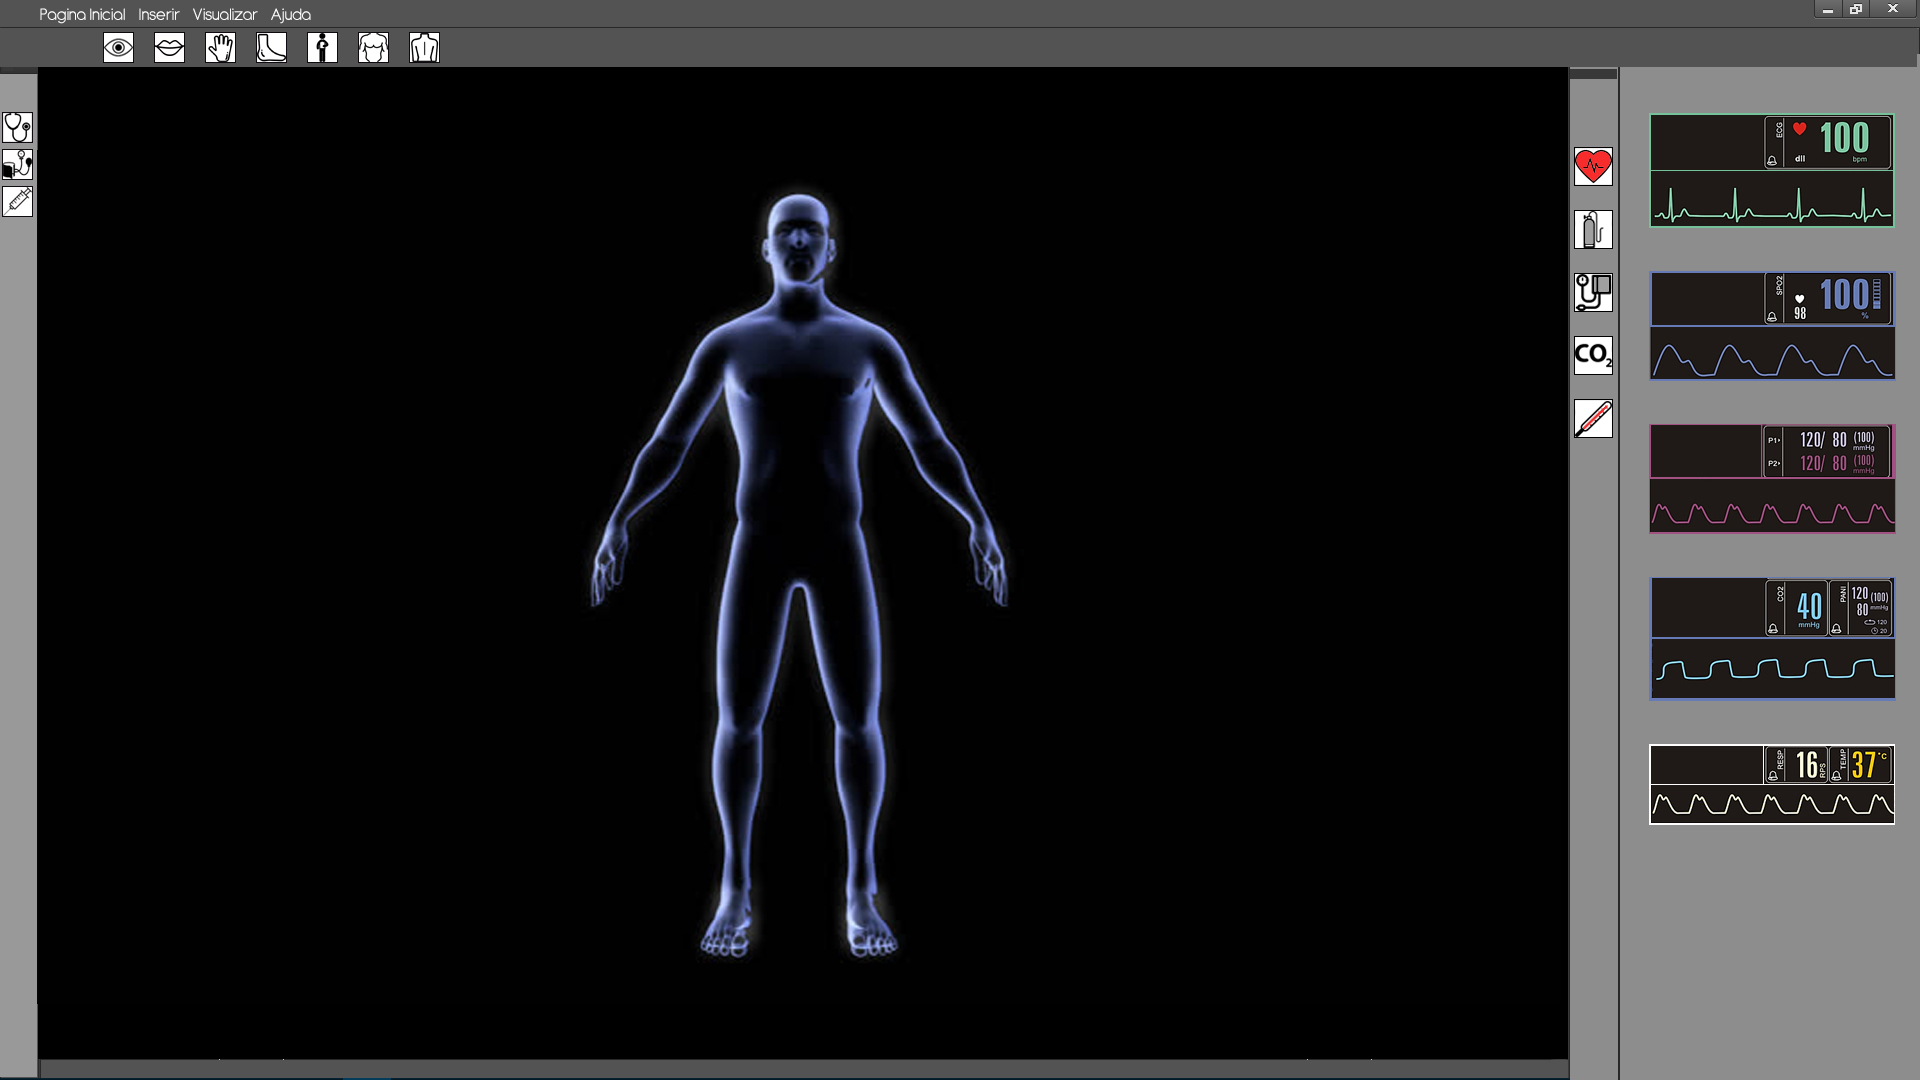 Pagina Inicial Inserir Visualizar Ajuda
ECG
100
dII
bpm
SPO2
100
98
%
CO2
P1 120/ 80 (100)
mmHg
P2 120/ 80 (100)
mmHg
CO2
40
mmHg
PANI
120 (100)
80 mmHg
120
20
RESP
16
RPS
TEMP
37 °C